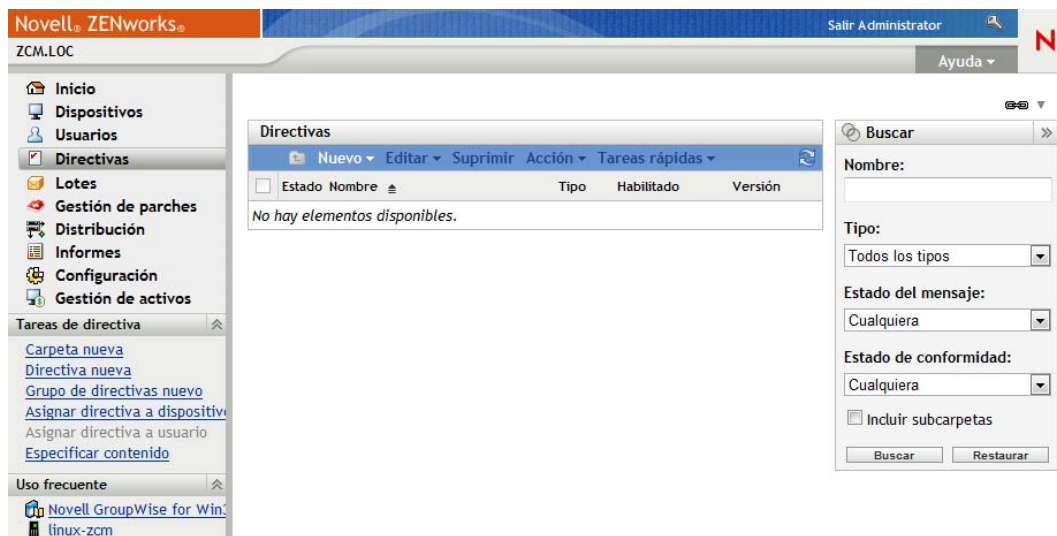 Novell® ZENworks®
Salir Administrator
N
ZCM.LOC
Ayuda
Inicio
Dispositivos
Usuarios
Directivas
Lotes
Gestión de parches
Distribución
Informes
Configuración
Gestión de activos
Tareas de directiva
Carpeta nueva
Directiva nueva
Grupo de directivas nuevo
Asignar directiva a dispositivo
Asignar directiva a usuario
Especificar contenido
Uso frecuente
Novell GroupWise for Win3
linux-zcm
Directivas
Nuevo Editar Suprimir Acción Tareas rápidas
Estado Nombre Tipo Habilitado Versión
No hay elementos disponibles.
Buscar
Nombre:
Tipo:
Todos los tipos
Estado del mensaje:
Cualquiera
Estado de conformidad:
Cualquiera
Incluir subcarpetas
Buscar Restaurar